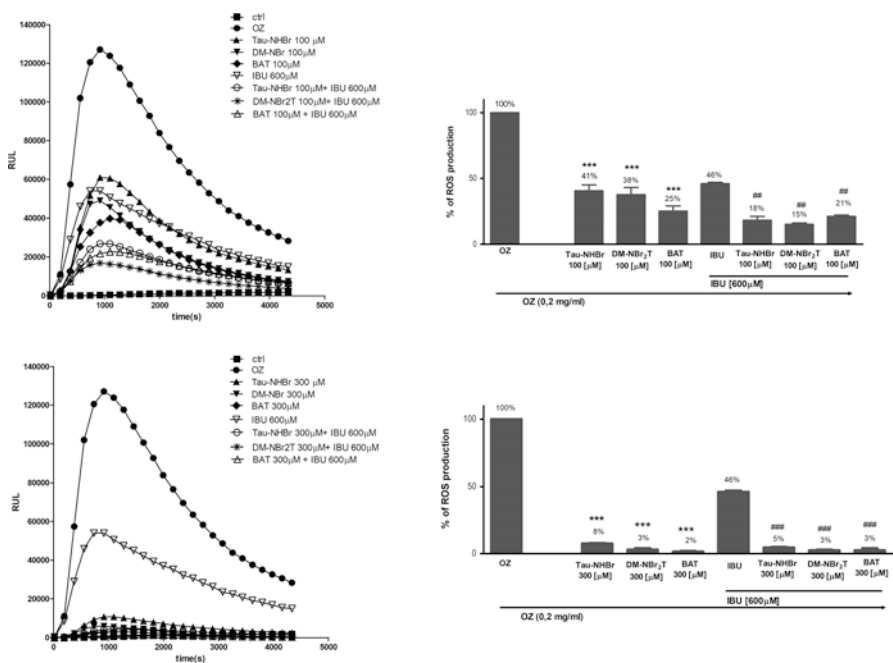 ctrl
OZ
Tau-NHBr 100 μM
DM-NBr 100μM
BAT 100μM
IBU 600μM
Tau-NHBr 100μM+ IBU 600μM
DM-NBr2T 100μM+ IBU 600μM
BAT 100μM + IBU 600μM
140000
120000
100000
80000
60000
40000
20000
0
RUL
0 1000 2000 3000 4000 5000
time(s)
% of ROS production
100
50
0
100%
***
41%
***
38%
***
25%
46%
##
18%
##
15%
##
21%
OZ
Tau-NHBr 100 [μM]
DM-NBr₂T 100 [μM]
BAT 100 [μM]
IBU
Tau-NHBr 100 [μM]
DM-NBr₂T 100 [μM]
BAT 100 [μM]
IBU [600μM]
OZ (0,2 mg/ml)
ctrl
OZ
Tau-NHBr 300 μM
DM-NBr 300μM
BAT 300μM
IBU 600μM
Tau-NHBr 300μM+ IBU 600μM
DM-NBr2T 300μM+ IBU 600μM
BAT 300μM + IBU 600μM
140000
120000
100000
80000
60000
40000
20000
0
RUL
0 1000 2000 3000 4000 5000
time(s)
% of ROS production
100
50
0
100%
***
8%
***
3%
***
2%
46%
###
5%
###
3%
###
3%
OZ
Tau-NHBr 300 [μM]
DM-NBr₂T 300 [μM]
BAT 300 [μM]
IBU
Tau-NHBr 300 [μM]
DM-NBr₂T 300 [μM]
BAT 300 [μM]
IBU [600μM]
OZ (0,2 mg/ml)